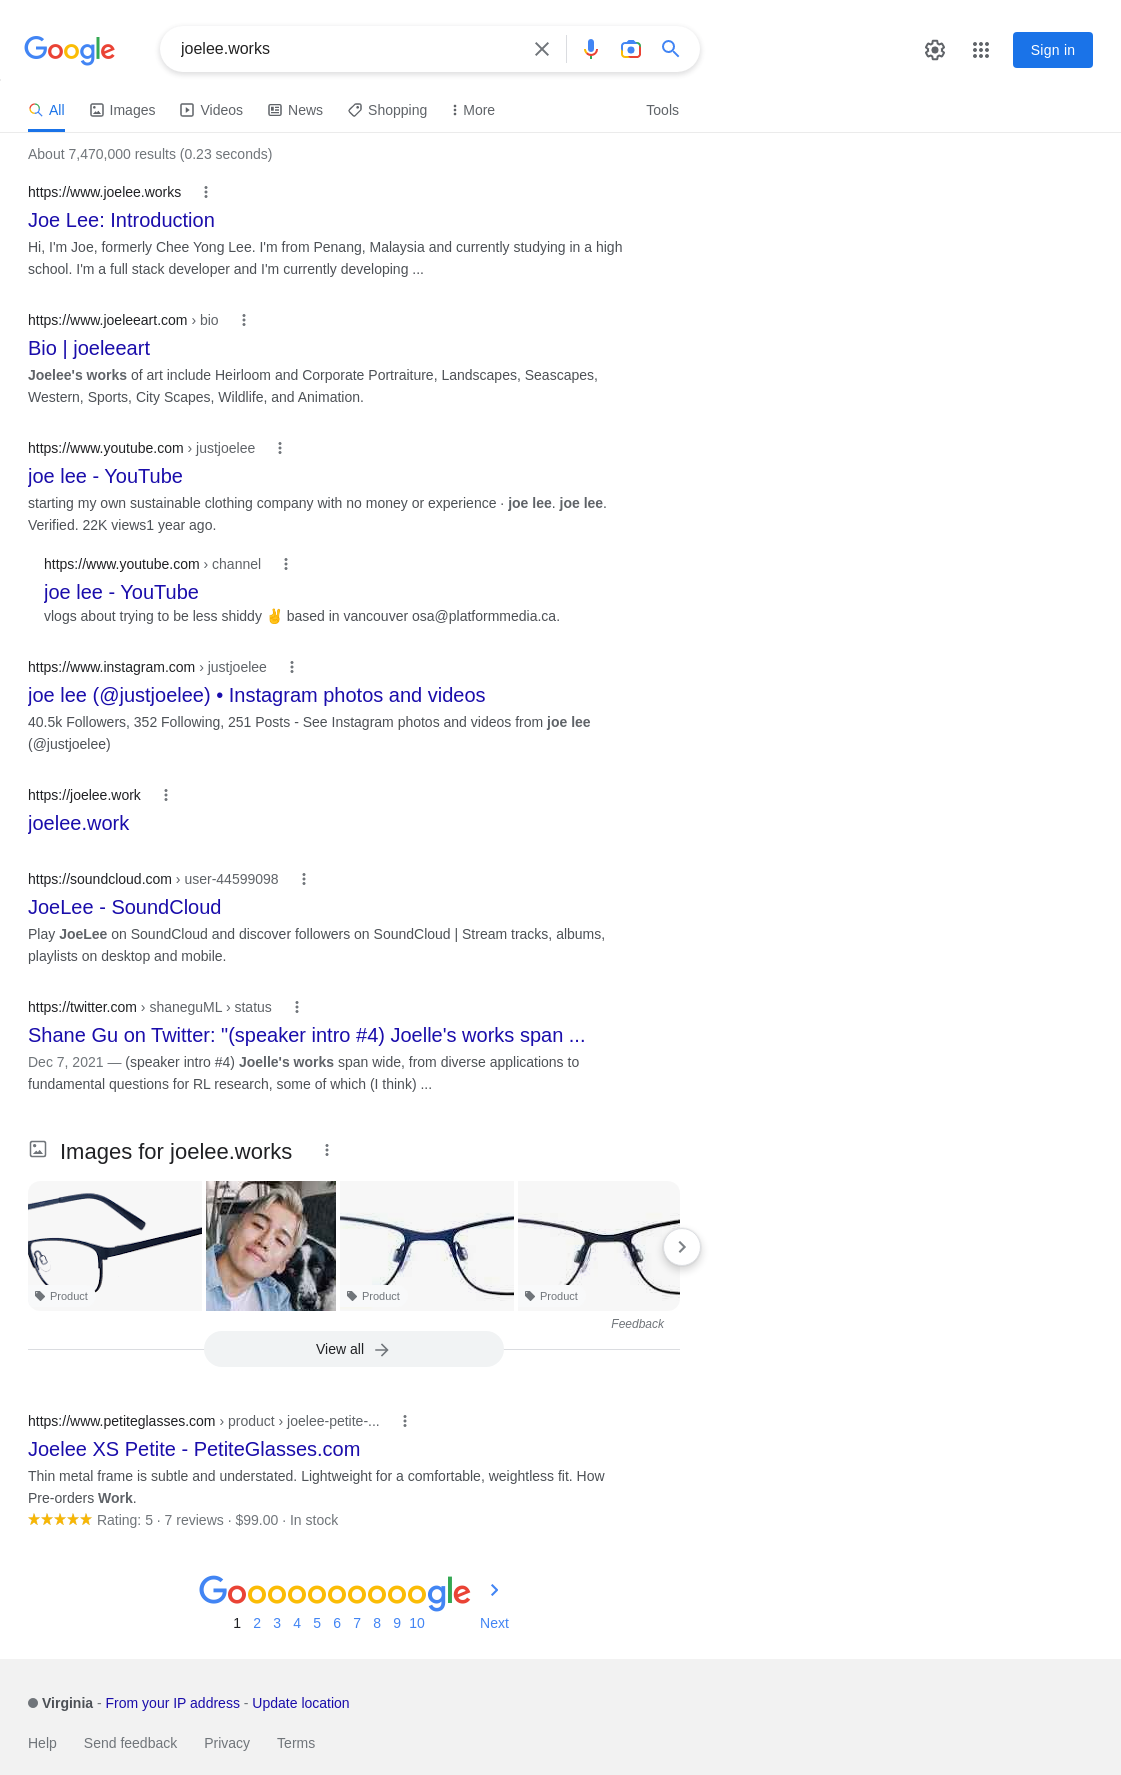 Google
joelee.works
Sign in
All
Images
Videos
News
Shopping
More
Tools
About 7,470,000 results (0.23 seconds)
https://www.joelee.works
Joe Lee: Introduction
Hi, I'm Joe, formerly Chee Yong Lee. I'm from Penang, Malaysia and currently studying in a high
school. I'm a full stack developer and I'm currently developing ...
https://www.joeleeart.com › bio
Bio | joeleeart
Joelee's works of art include Heirloom and Corporate Portraiture, Landscapes, Seascapes,
Western, Sports, City Scapes, Wildlife, and Animation.
https://www.youtube.com › justjoelee
joe lee - YouTube
starting my own sustainable clothing company with no money or experience · joe lee. joe lee.
Verified. 22K views1 year ago.
https://www.youtube.com › channel
joe lee - YouTube
vlogs about trying to be less shiddy ✌ based in vancouver osa@platformmedia.ca.
https://www.instagram.com › justjoelee
joe lee (@justjoelee) • Instagram photos and videos
40.5k Followers, 352 Following, 251 Posts - See Instagram photos and videos from joe lee
(@justjoelee)
https://joelee.work
joelee.work
https://soundcloud.com › user-44599098
JoeLee - SoundCloud
Play JoeLee on SoundCloud and discover followers on SoundCloud | Stream tracks, albums,
playlists on desktop and mobile.
https://twitter.com › shaneguML › status
Shane Gu on Twitter: "(speaker intro #4) Joelle's works span ...
Dec 7, 2021 — (speaker intro #4) Joelle's works span wide, from diverse applications to
fundamental questions for RL research, some of which (I think) ...
Images for joelee.works
Product
Product
Product
Feedback
View all
https://www.petiteglasses.com › product › joelee-petite-...
Joelee XS Petite - PetiteGlasses.com
Thin metal frame is subtle and understated. Lightweight for a comfortable, weightless fit. How
Pre-orders Work.
Rating: 5 · 7 reviews · $99.00 · In stock
Goooooooooogle
1 2 3 4 5 6 7 8 9 10 Next
Virginia - From your IP address - Update location
Help
Send feedback
Privacy
Terms